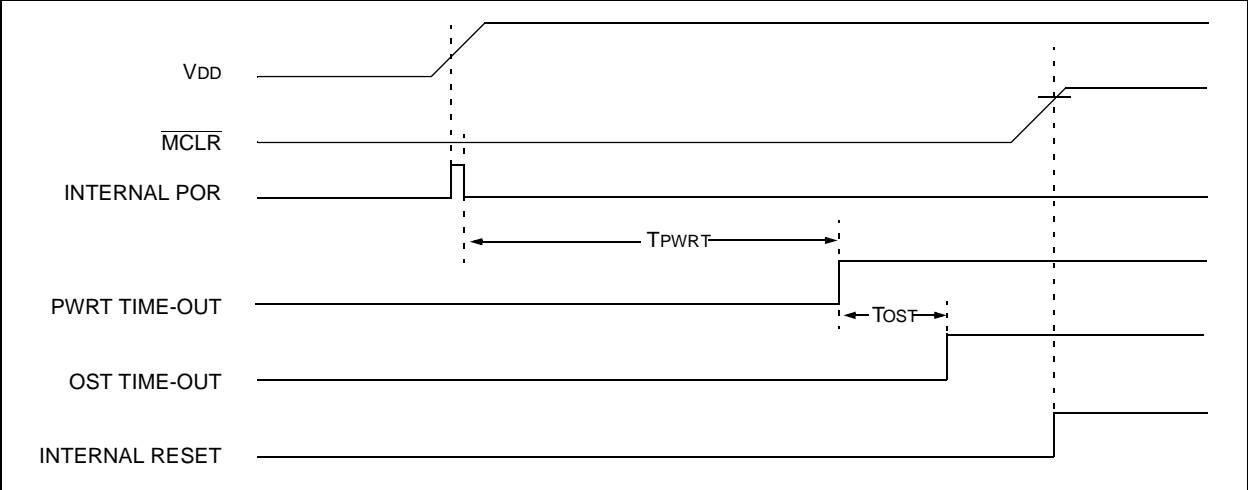 VDD
MCLR
INTERNAL POR
TPWRT
PWRT TIME-OUT
TOST
OST TIME-OUT
INTERNAL RESET